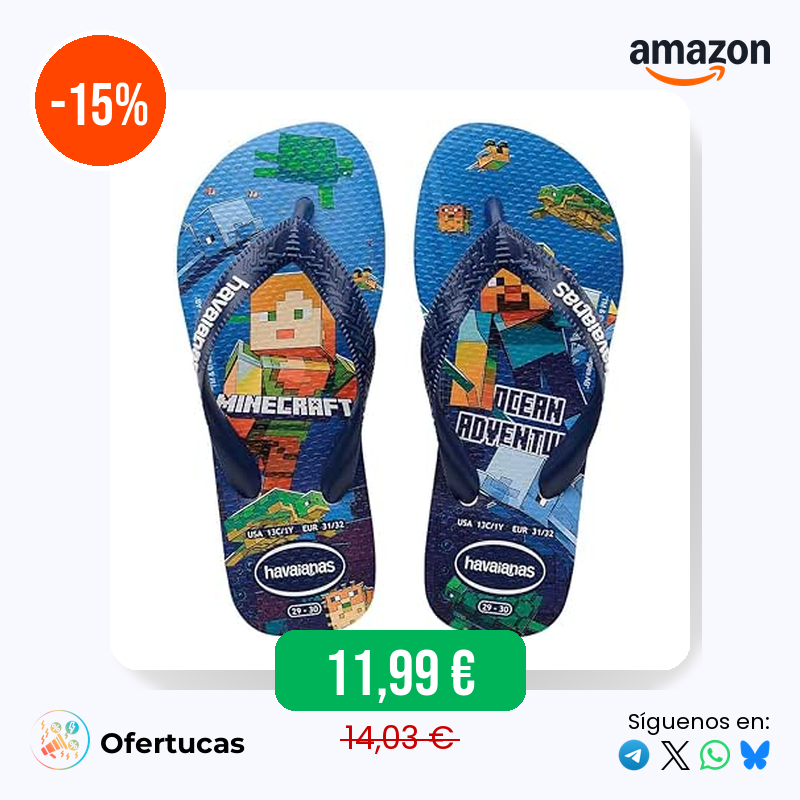 -15%
amazon
havaianas
havaianas
MINECRAFT
OCEAN
ADVENTU
USA 13C/1Y EUR 31/32
USA 13C/1Y EUR 31/32
havaianas
havaianas
29 - 30
29 - 30
11,99 €
14,03 €
Ofertucas
Síguenos en: